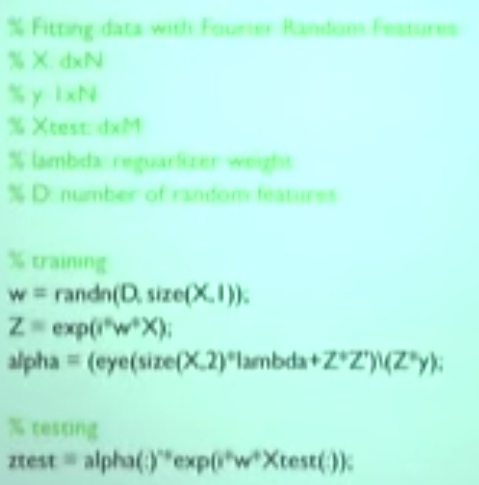 % Fitting data with Fourier Random Features
% X: dxN
% y: 1xN
% Xtest: dxM
% lambda: reguarlizer weight
% D: number of random features
% training
w = randn(D, size(X,1));
Z = exp(i*w*X);
alpha = (eye(size(X,2)*lambda+Z*Z')\(Z*y);
% testing
ztest = alpha(:)'*exp(i*w*Xtest(:));